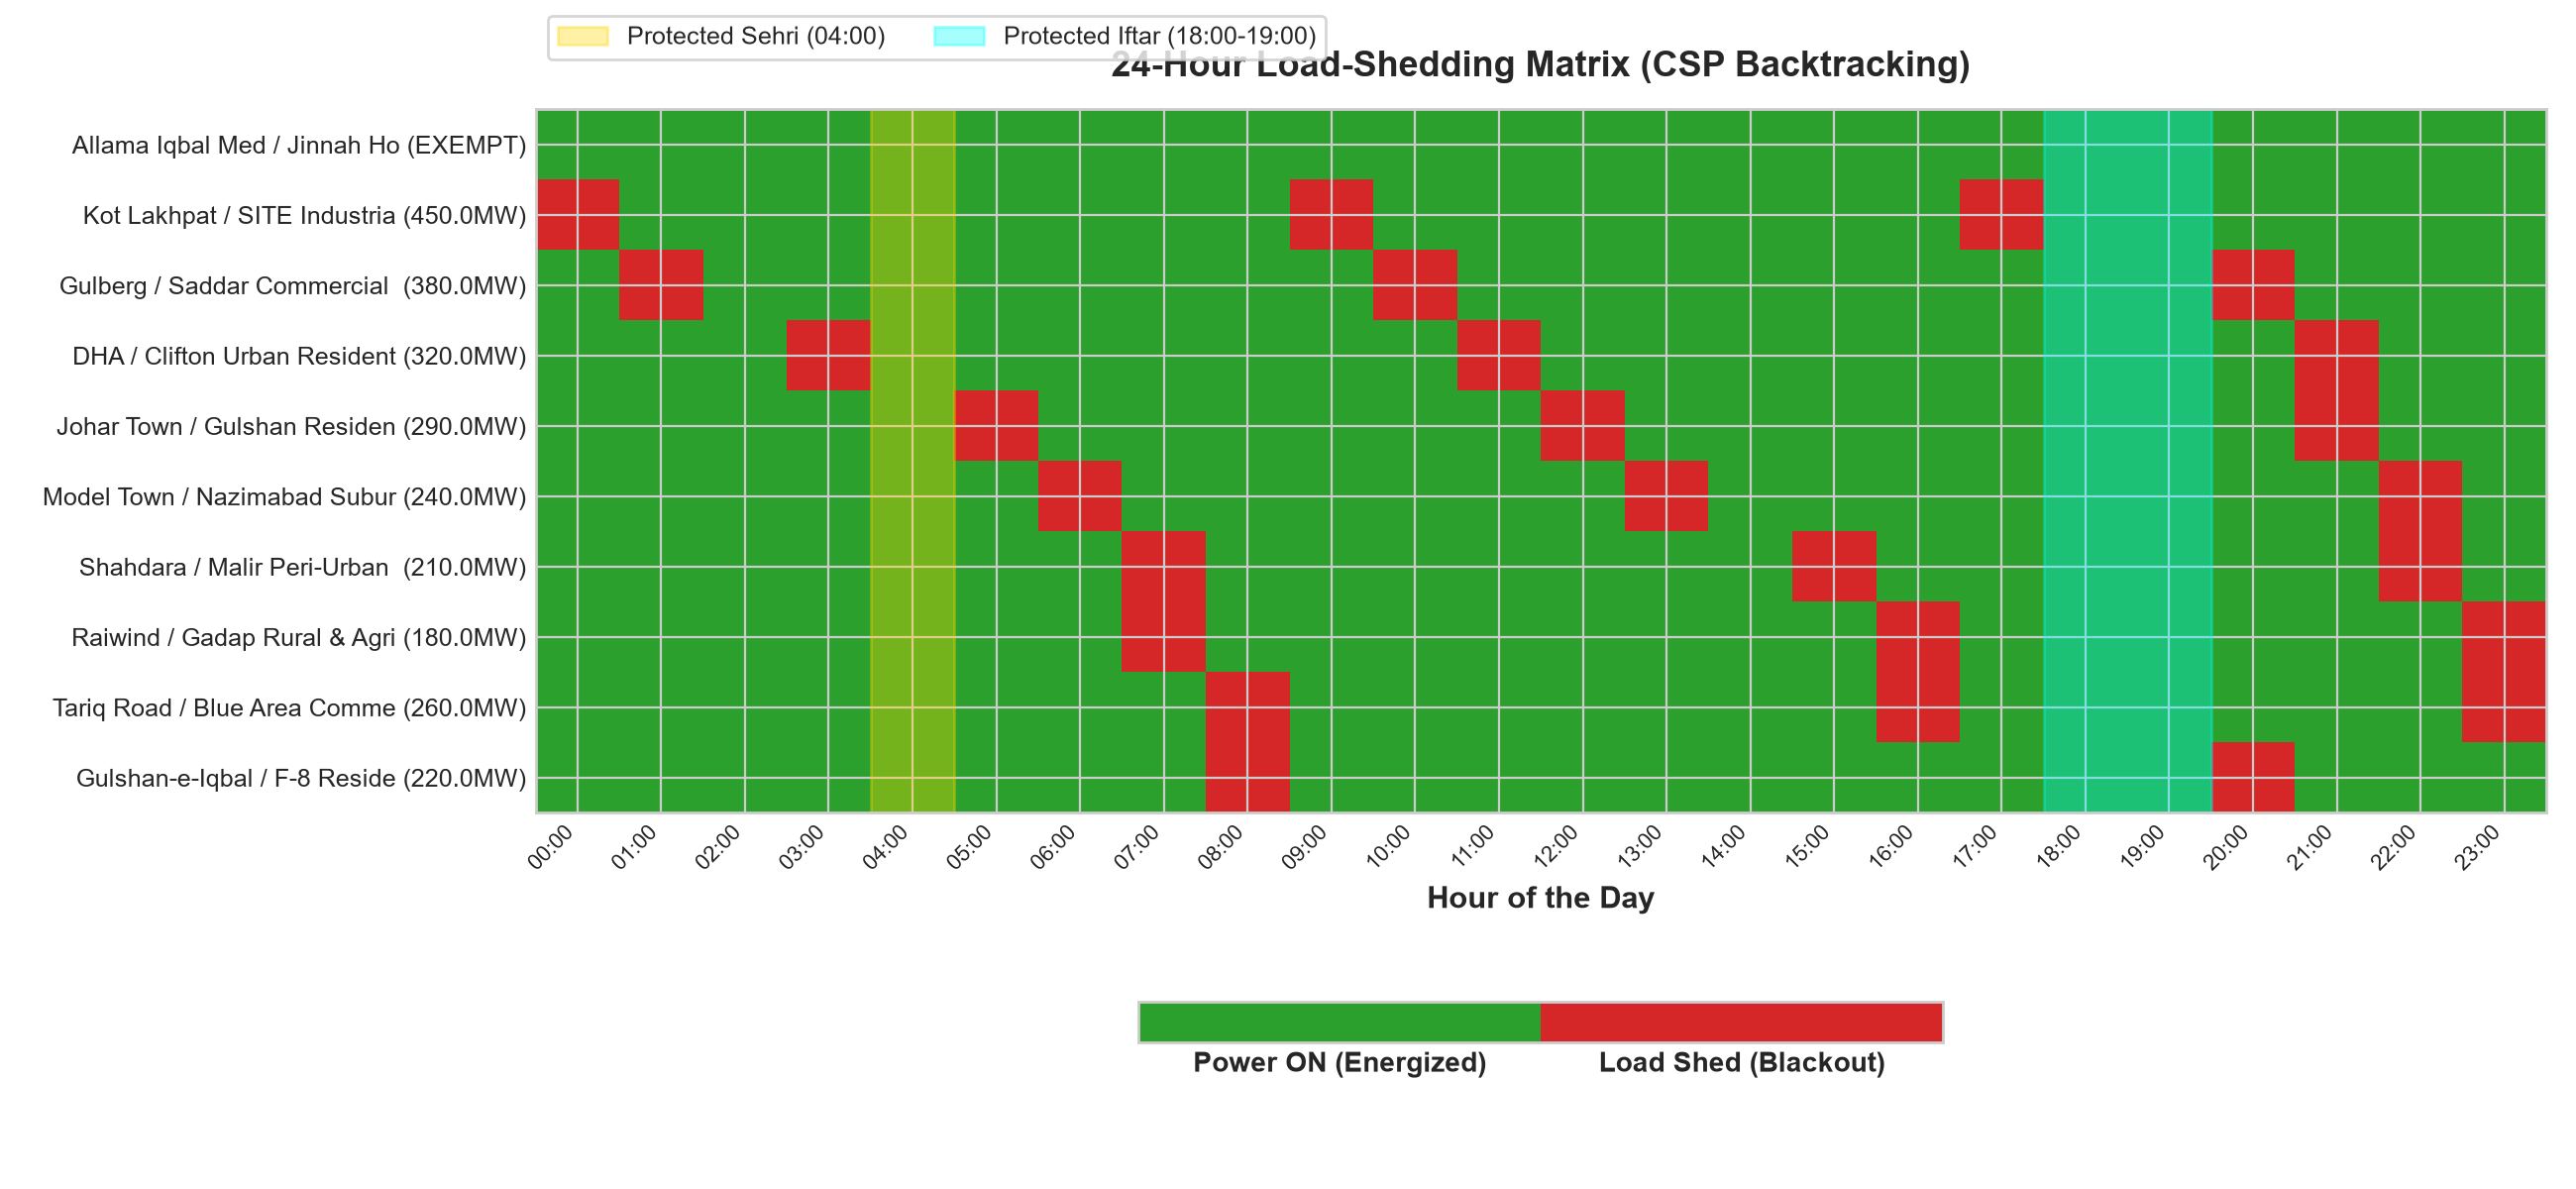 Protected Sehri (04:00)
Protected Iftar (18:00-19:00)
24-Hour Load-Shedding Matrix (CSP Backtracking)
Allama Iqbal Med / Jinnah Ho (EXEMPT)
Kot Lakhpat / SITE Industria (450.0MW)
Gulberg / Saddar Commercial  (380.0MW)
DHA / Clifton Urban Resident (320.0MW)
Johar Town / Gulshan Residen (290.0MW)
Model Town / Nazimabad Subur (240.0MW)
Shahdara / Malir Peri-Urban  (210.0MW)
Raiwind / Gadap Rural & Agri (180.0MW)
Tariq Road / Blue Area Comme (260.0MW)
Gulshan-e-Iqbal / F-8 Reside (220.0MW)
00:00 01:00 02:00 03:00 04:00 05:00 06:00 07:00 08:00 09:00 10:00 11:00 12:00 13:00 14:00 15:00 16:00 17:00 18:00 19:00 20:00 21:00 22:00 23:00
Hour of the Day
Power ON (Energized)
Load Shed (Blackout)